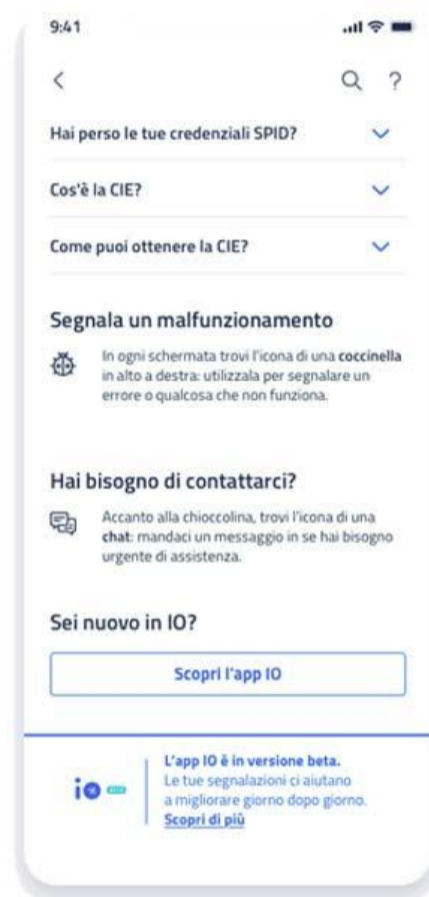 9:41
?
Hai perso le tue credenziali SPID?
Cos'è la CIE?
Come puoi ottenere la CIE?
Segnala un malfunzionamento
In ogni schermata trovi l'icona di una coccinella
in alto a destra: utilizzala per segnalare un
errore o qualcosa che non funziona.
Hai bisogno di contattarci?
Accanto alla chioccolina, trovi l'icona di una
chat: mandaci un messaggio in se hai bisogno
urgente di assistenza.
Sei nuovo in IO?
Scopri l'app IO
io
L'app IO è in versione beta.
Le tue segnalazioni ci aiutano
a migliorare giorno dopo giorno.
Scopri di più